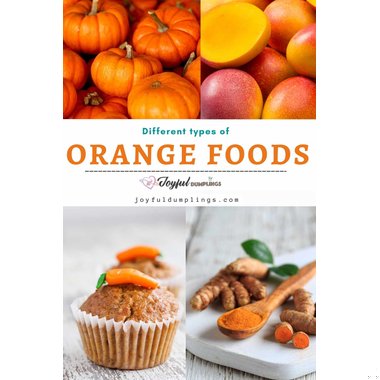 Different types of
ORANGE FOODS
Joyful
DUMPLINGS
joyfuldumplings.com